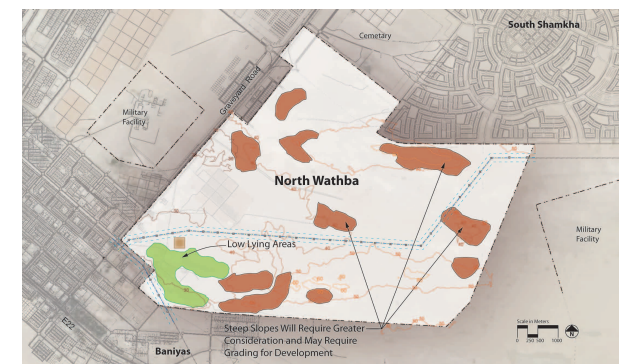 South Shamkha
Cemetary
Graveyard Road
Military
Facility
North Wathba
Military
Facility
Low Lying Areas
Steep Slopes Will Require Greater
Consideration and May Require
Grading for Development
E22
Baniyas
Scale in Meters
0 250 500 1000
N